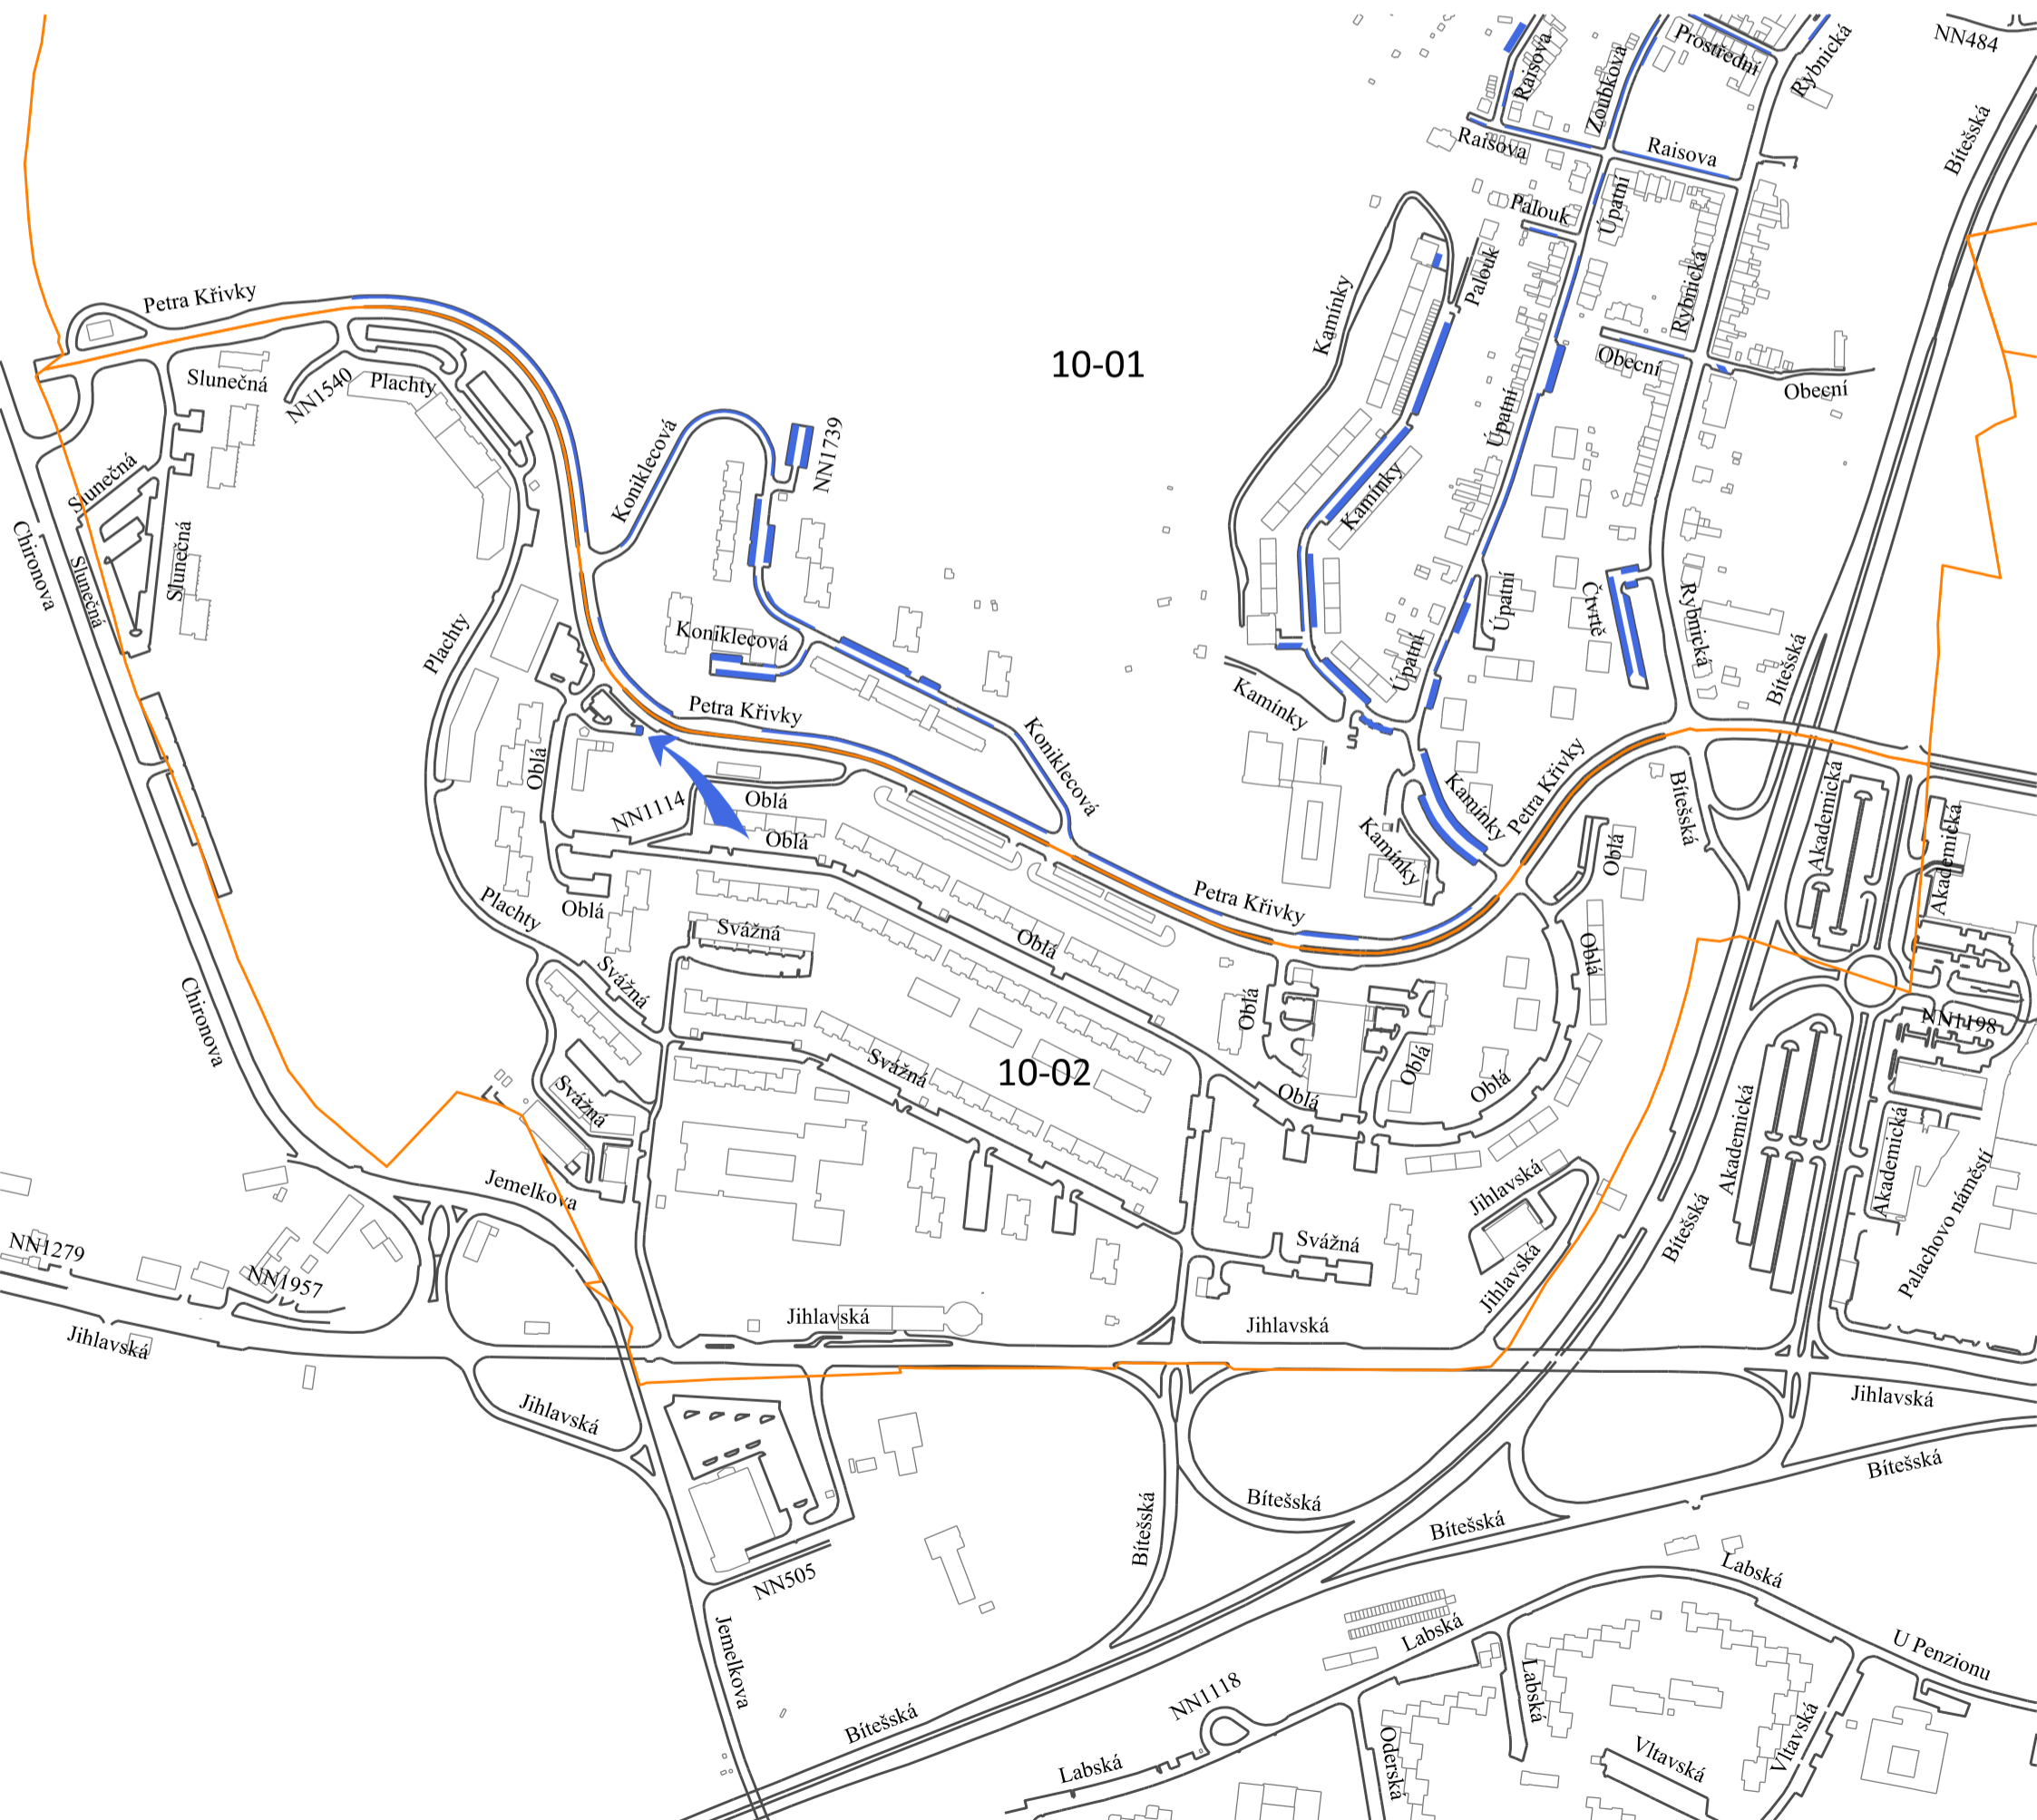 NN484
Prostřední
Rybnická
Raisova
Zoubkova
Bítešská
Raisova
Raisova
Úpatní
Palouk
Petra Křivky
Kamínky
Palouk
Rybnická
10-01
Obecní
Obecní
Slunečná
NN1540
Plachty
Úpatní
Koniklecová
NN1739
Slunečná
Kamínky
Chironova
Slunečná
Slunečná
Úpatní
Čtvrtě
Rybnická
Plachty
Koniklecová
Úpatní
Bítešská
Kamínky
Petra Křivky
Koniklecová
Oblá
Petra Křivky
Bítešská
Akademická
NN1114
Oblá
Oblá
Kamínky
Kamínky
Oblá
Akademická
Plachty
Oblá
Petra Křivky
Svážná
Oblá
Oblá
Svážná
Chironova
Oblá
NN1198
Svážná
10-02
Oblá
Oblá
Oblá
Svážná
Akademická
Akademická
Jemelkova
Jihlavská
Palachovo náměstí
Bítešská
NN1279
NN1957
Svážná
Jihlavská
Jihlavská
Jihlavská
Jihlavská
Jihlavská
Jihlavská
Bítešská
Bítešská
Bítešská
Bítešská
NN505
Labská
Jemelkova
Labská
U Penzionu
Labská
NN1118
Bítešská
Vltavská
Vltavská
Labská
Oderska